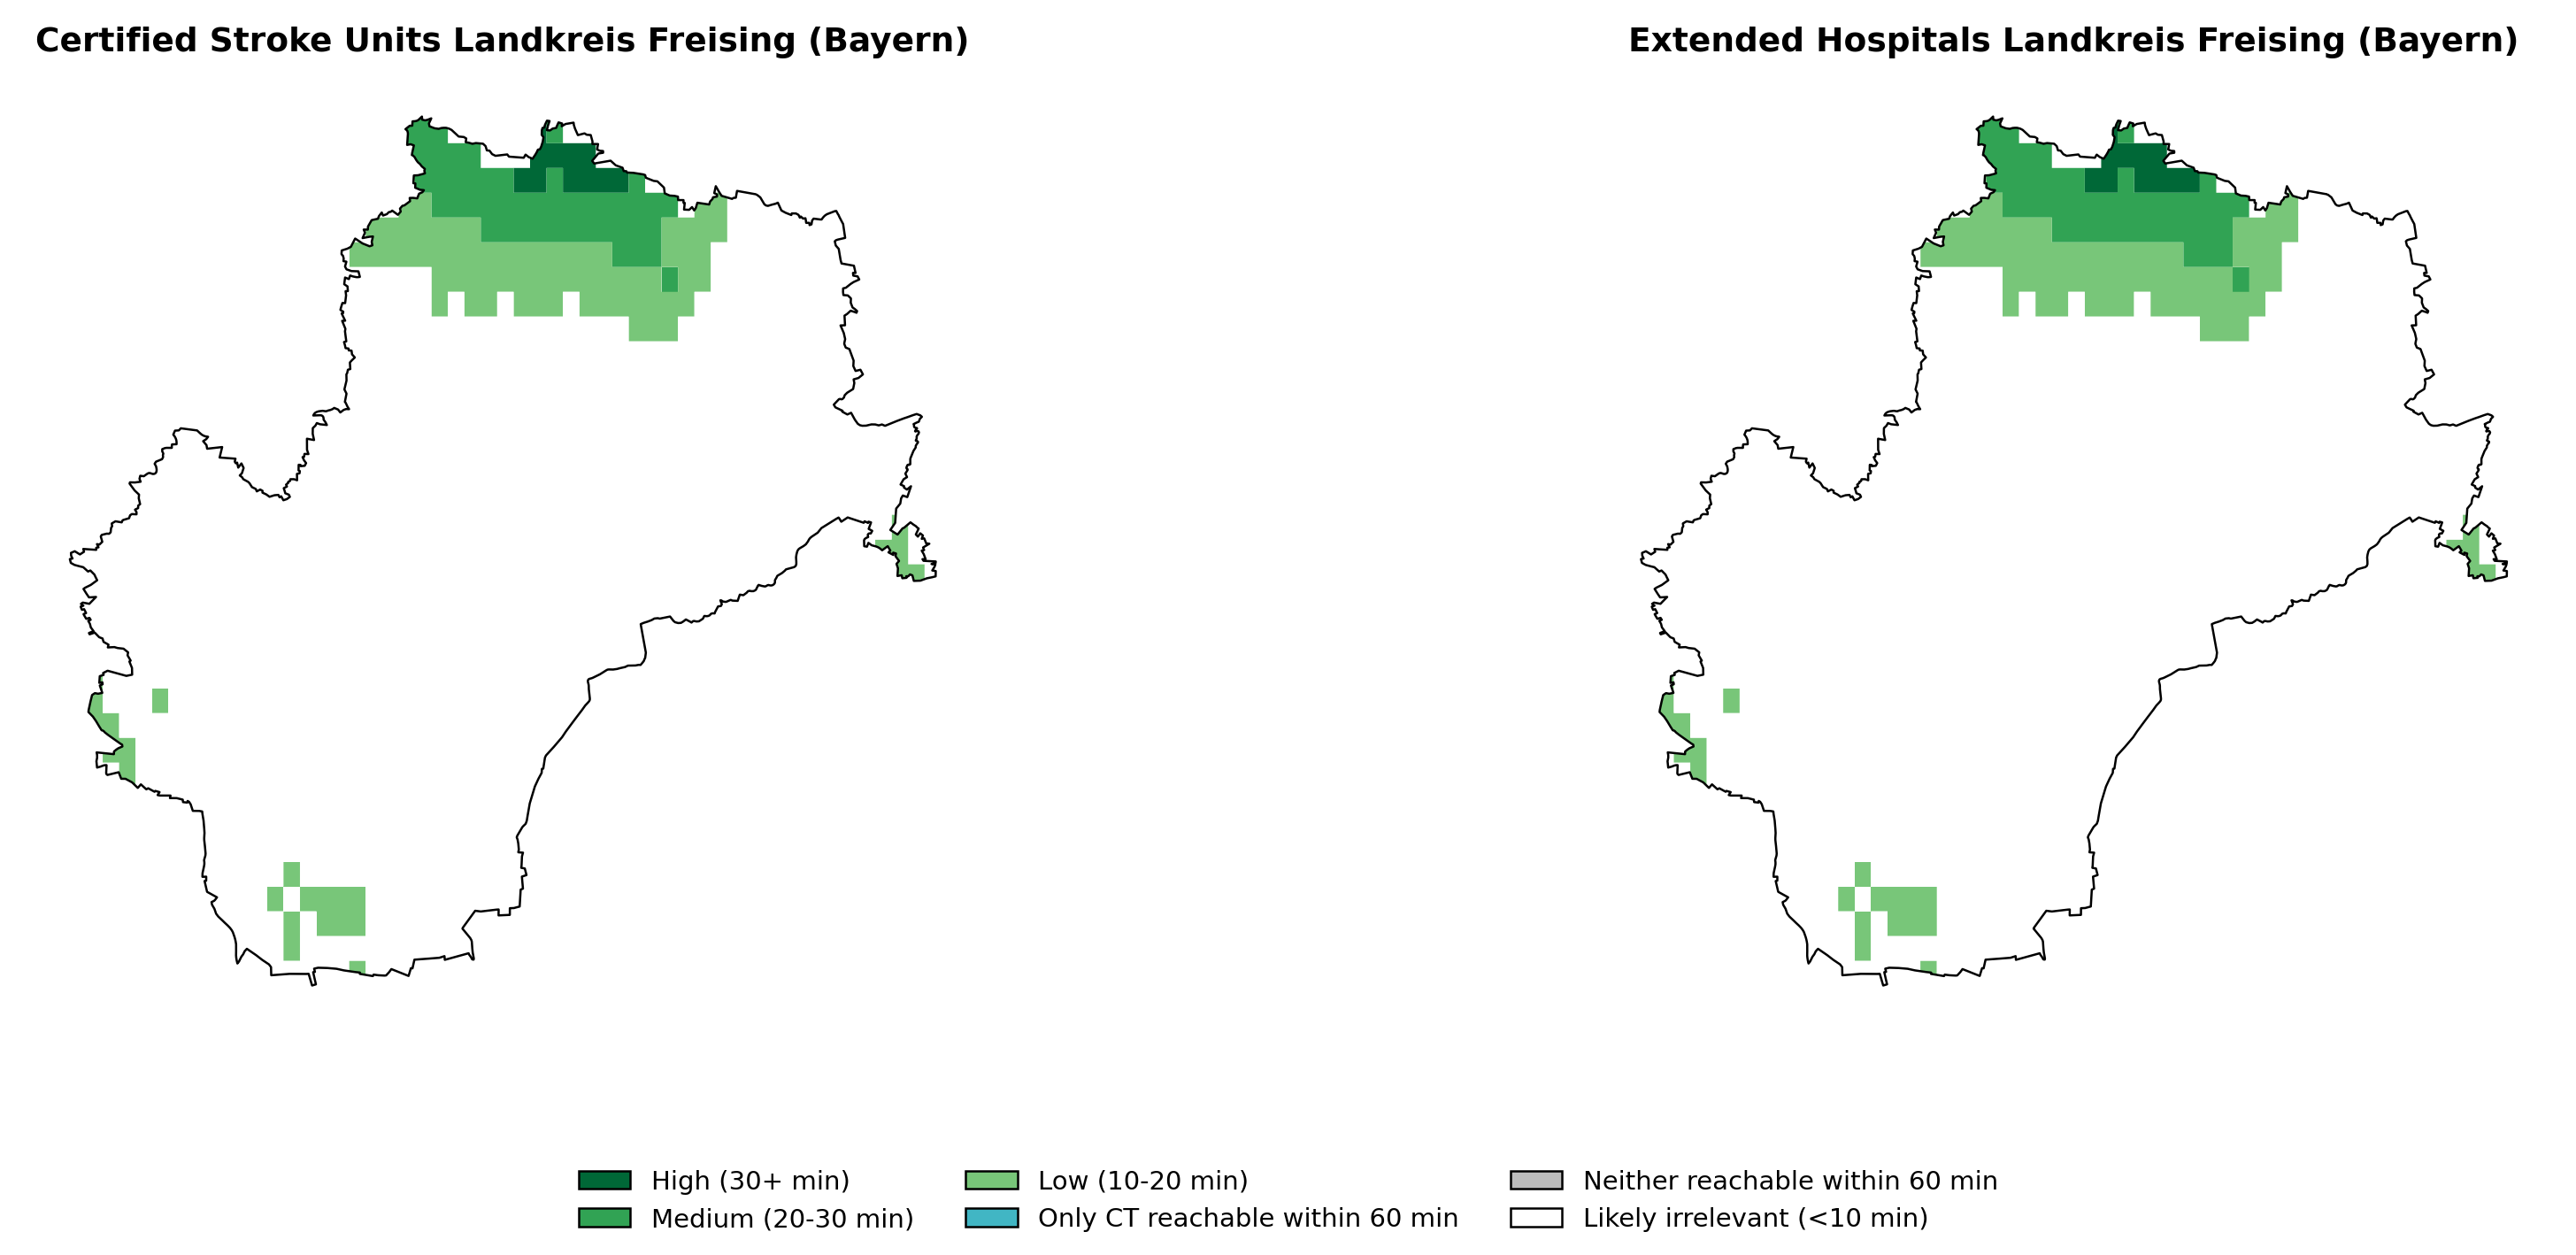 Certified Stroke Units Landkreis Freising (Bayern)
Extended Hospitals Landkreis Freising (Bayern)
High (30+ min)
Medium (20-30 min)
Low (10-20 min)
Only CT reachable within 60 min
Neither reachable within 60 min
Likely irrelevant (<10 min)